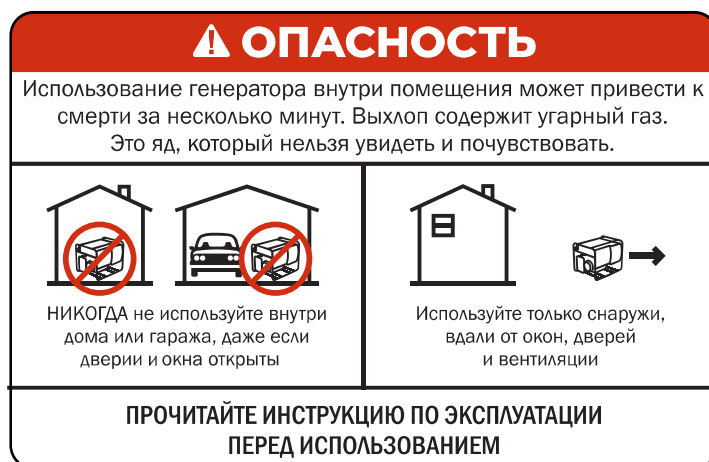 ОПАСНОСТЬ
Использование генератора внутри помещения может привести к
смерти за несколько минут. Выхлоп содержит угарный газ.
Это яд, который нельзя увидеть и почувствовать.
НИКОГДА не используйте внутри
дома или гаража, даже если
дверии и окна открыты
Используйте только снаружи,
вдали от окон, дверей
и вентиляции
ПРОЧИТАЙТЕ ИНСТРУКЦИЮ ПО ЭКСПЛУАТАЦИИ
ПЕРЕД ИСПОЛЬЗОВАНИЕМ